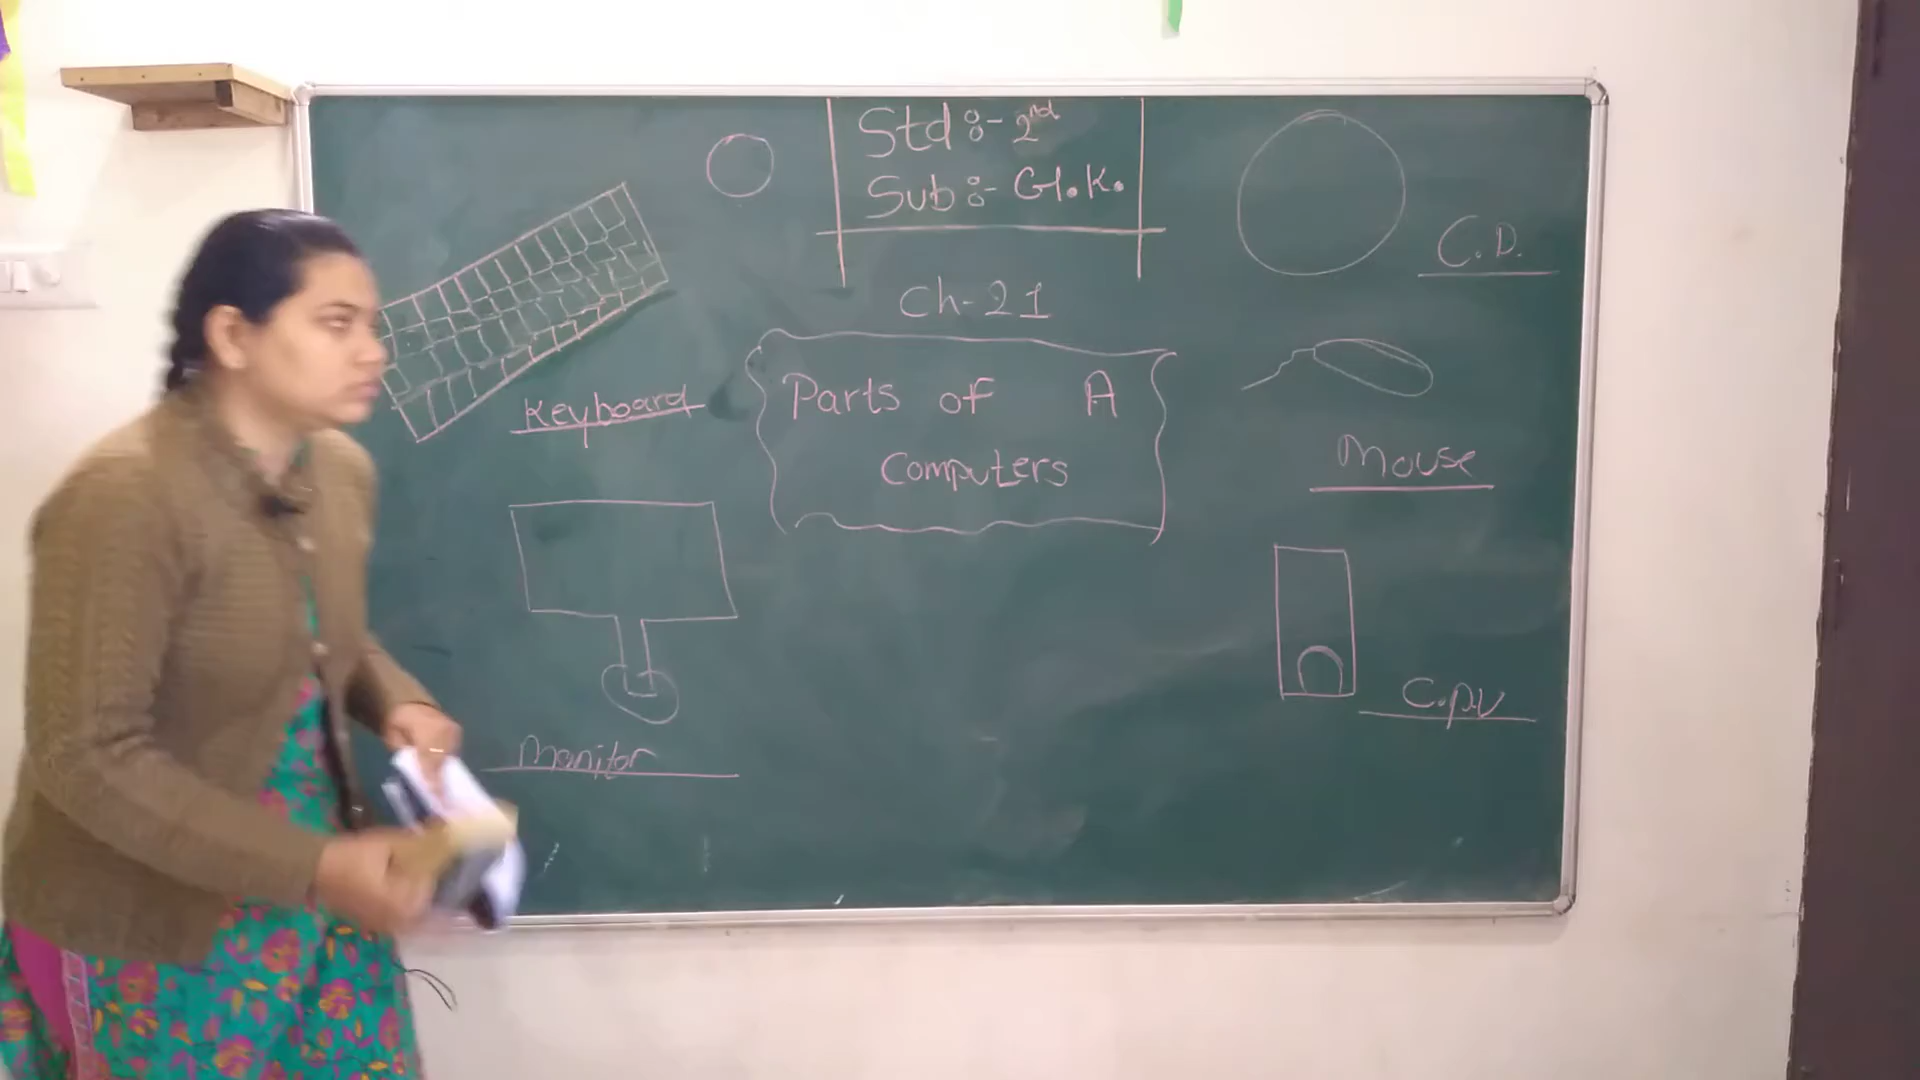 Std :- 2nd
Sub :- G.K.
Ch-21
Parts of A
Computers
Keyboard
Monitor
C.D.
Mouse
C.p.u